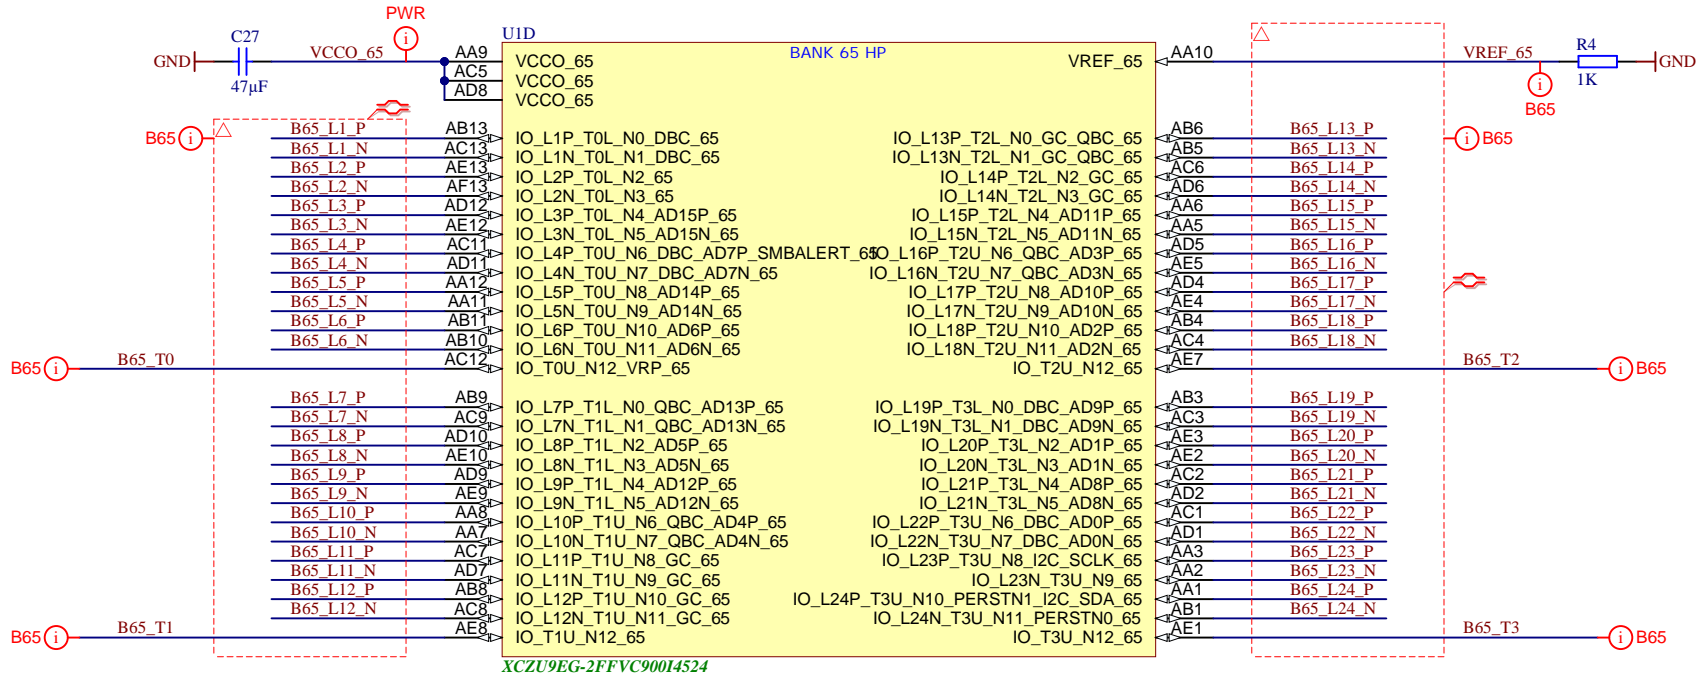 PWR
U1D
BANK 65 HP
GND C27 47µF VCCO_65 AA9 VCCO_65
AC5 VCCO_65
AD8 VCCO_65
VREF_65 AA10 VREF_65 R4 1K GND
B65
B65
B65_L1_P AB13 IO_L1P_T0L_N0_DBC_65
B65_L1_N AC13 IO_L1N_T0L_N1_DBC_65
B65_L2_P AE13 IO_L2P_T0L_N2_65
B65_L2_N AF13 IO_L2N_T0L_N3_65
B65_L3_P AD12 IO_L3P_T0L_N4_AD15P_65
B65_L3_N AE12 IO_L3N_T0L_N5_AD15N_65
B65_L4_P AC11 IO_L4P_T0U_N6_DBC_AD7P_SMBALERT_65
B65_L4_N AD11 IO_L4N_T0U_N7_DBC_AD7N_65
B65_L5_P AA12 IO_L5P_T0U_N8_AD14P_65
B65_L5_N AA11 IO_L5N_T0U_N9_AD14N_65
B65_L6_P AB11 IO_L6P_T0U_N10_AD6P_65
B65_L6_N AB10 IO_L6N_T0U_N11_AD6N_65
B65 B65_T0 AC12 IO_T0U_N12_VRP_65
B65_L7_P AB9 IO_L7P_T1L_N0_QBC_AD13P_65
B65_L7_N AC9 IO_L7N_T1L_N1_QBC_AD13N_65
B65_L8_P AD10 IO_L8P_T1L_N2_AD5P_65
B65_L8_N AE10 IO_L8N_T1L_N3_AD5N_65
B65_L9_P AD9 IO_L9P_T1L_N4_AD12P_65
B65_L9_N AE9 IO_L9N_T1L_N5_AD12N_65
B65_L10_P AA8 IO_L10P_T1U_N6_QBC_AD4P_65
B65_L10_N AA7 IO_L10N_T1U_N7_QBC_AD4N_65
B65_L11_P AC7 IO_L11P_T1U_N8_GC_65
B65_L11_N AD7 IO_L11N_T1U_N9_GC_65
B65_L12_P AB8 IO_L12P_T1U_N10_GC_65
B65_L12_N AC8 IO_L12N_T1U_N11_GC_65
B65 B65_T1 AE8 IO_T1U_N12_65
IO_L13P_T2L_N0_GC_QBC_65 AB6 B65_L13_P B65
IO_L13N_T2L_N1_GC_QBC_65 AB5 B65_L13_N
IO_L14P_T2L_N2_GC_65 AC6 B65_L14_P
IO_L14N_T2L_N3_GC_65 AD6 B65_L14_N
IO_L15P_T2L_N4_AD11P_65 AA6 B65_L15_P
IO_L15N_T2L_N5_AD11N_65 AA5 B65_L15_N
IO_L16P_T2U_N6_QBC_AD3P_65 AD5 B65_L16_P
IO_L16N_T2U_N7_QBC_AD3N_65 AE5 B65_L16_N
IO_L17P_T2U_N8_AD10P_65 AD4 B65_L17_P
IO_L17N_T2U_N9_AD10N_65 AE4 B65_L17_N
IO_L18P_T2U_N10_AD2P_65 AB4 B65_L18_P
IO_L18N_T2U_N11_AD2N_65 AC4 B65_L18_N
IO_T2U_N12_65 AE7 B65_T2 B65
IO_L19P_T3L_N0_DBC_AD9P_65 AB3 B65_L19_P
IO_L19N_T3L_N1_DBC_AD9N_65 AC3 B65_L19_N
IO_L20P_T3L_N2_AD1P_65 AE3 B65_L20_P
IO_L20N_T3L_N3_AD1N_65 AE2 B65_L20_N
IO_L21P_T3L_N4_AD8P_65 AC2 B65_L21_P
IO_L21N_T3L_N5_AD8N_65 AD2 B65_L21_N
IO_L22P_T3U_N6_DBC_AD0P_65 AC1 B65_L22_P
IO_L22N_T3U_N7_DBC_AD0N_65 AD1 B65_L22_N
IO_L23P_T3U_N8_I2C_SCLK_65 AA3 B65_L23_P
IO_L23N_T3U_N9_65 AA2 B65_L23_N
IO_L24P_T3U_N10_PERSTN1_I2C_SDA_65 AA1 B65_L24_P
IO_L24N_T3U_N11_PERSTN0_65 AB1 B65_L24_N
IO_T3U_N12_65 AE1 B65_T3 B65
XCZU9EG-2FFVC900I4524